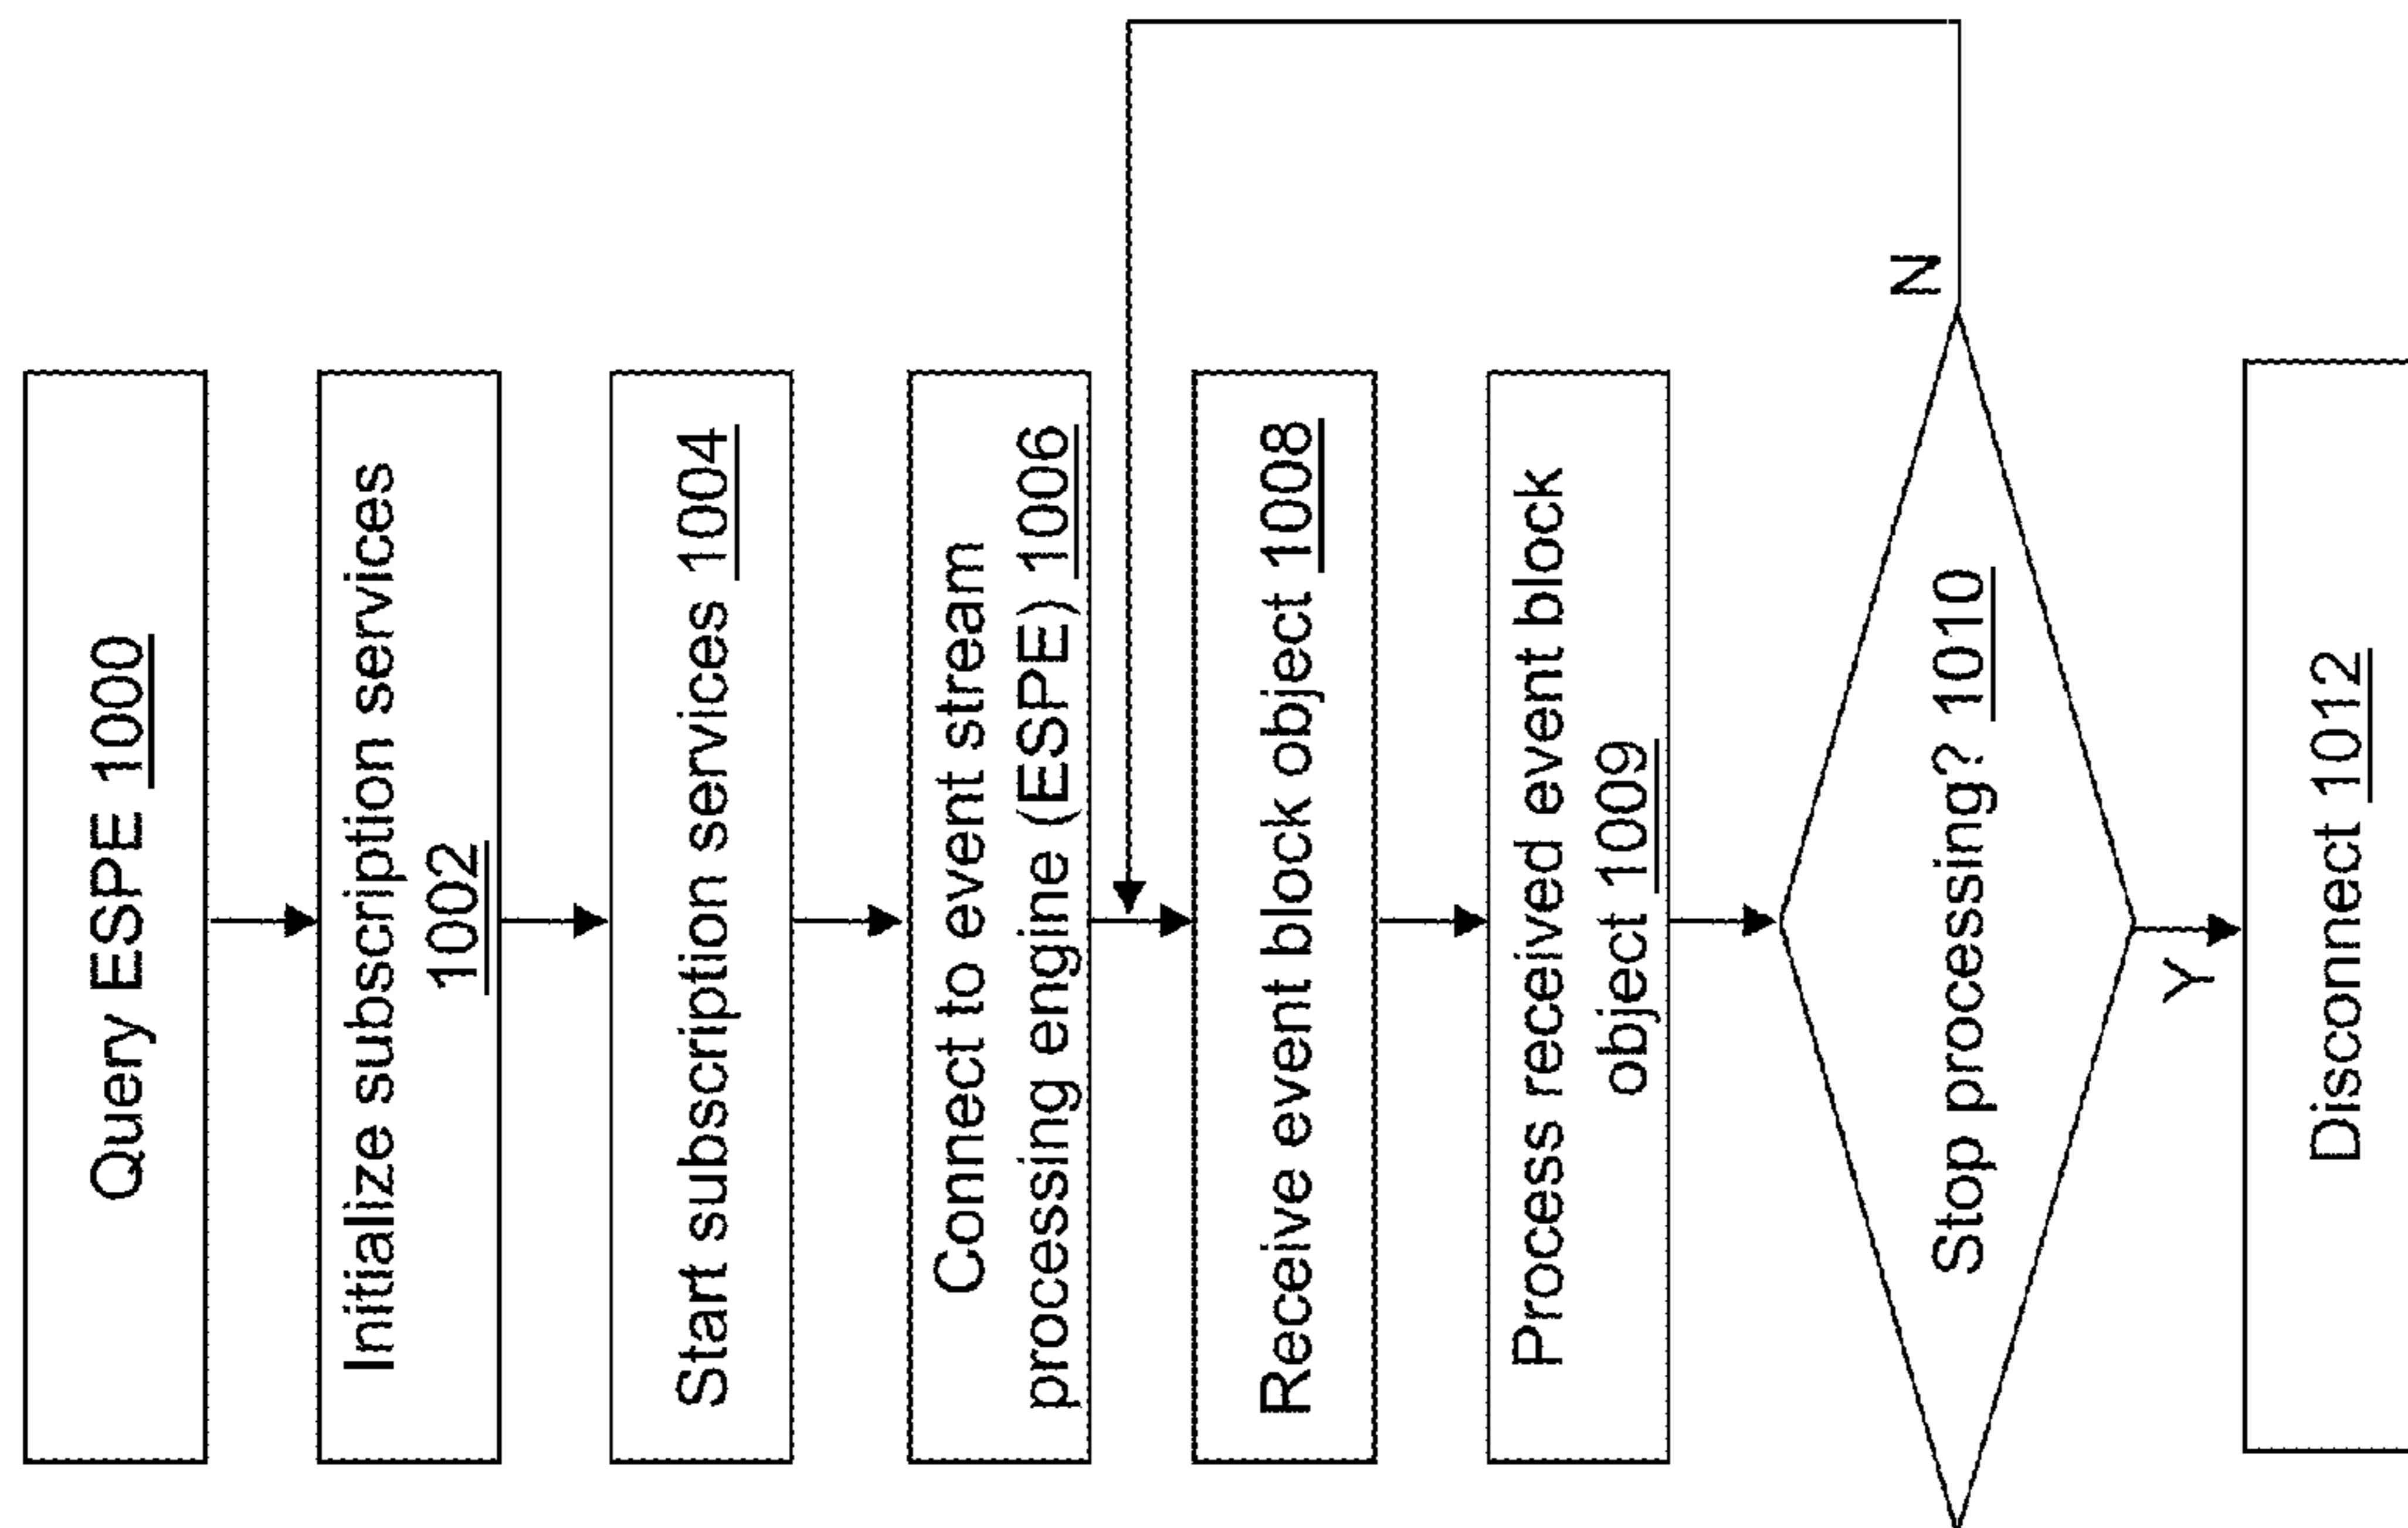 Query ESPE 1000
Initialize subscription services
1002
Start subscription services 1004
Connect to event stream
processing engine (ESPE) 1006
Receive event block object 1008
Process received event block
object 1009
Stop processing? 1010
N
Y
Disconnect 1012